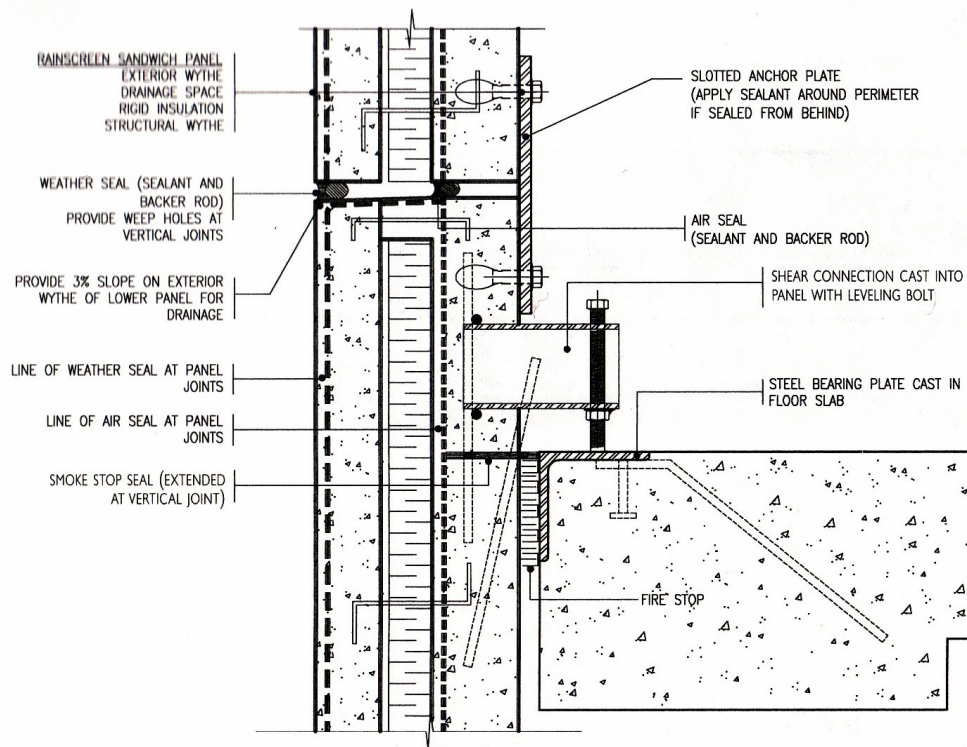 RAINSCREEN SANDWICH PANEL
EXTERIOR WYTHE
DRAINAGE SPACE
RIGID INSULATION
STRUCTURAL WYTHE
WEATHER SEAL (SEALANT AND
BACKER ROD)
PROVIDE WEEP HOLES AT
VERTICAL JOINTS
PROVIDE 3% SLOPE ON EXTERIOR
WYTHE OF LOWER PANEL FOR
DRAINAGE
LINE OF WEATHER SEAL AT PANEL
JOINTS
LINE OF AIR SEAL AT PANEL
JOINTS
SMOKE STOP SEAL (EXTENDED
AT VERTICAL JOINT)
SLOTTED ANCHOR PLATE
(APPLY SEALANT AROUND PERIMETER
IF SEALED FROM BEHIND)
AIR SEAL
(SEALANT AND BACKER ROD)
SHEAR CONNECTION CAST INTO
PANEL WITH LEVELING BOLT
STEEL BEARING PLATE CAST IN
FLOOR SLAB
FIRE STOP